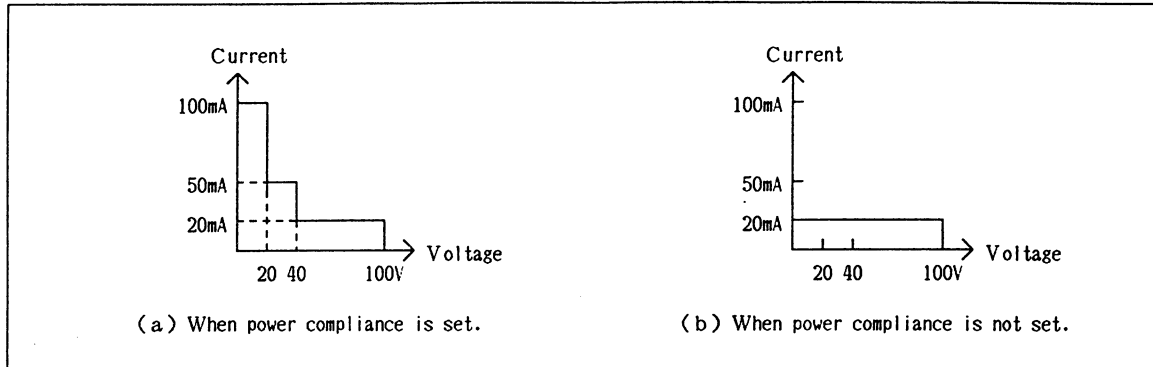 Current
100mA
50mA
20mA
Voltage
20 40 100V
(a) When power compliance is set.
Current
100mA
50mA
20mA
Voltage
20 40 100V
(b) When power compliance is not set.